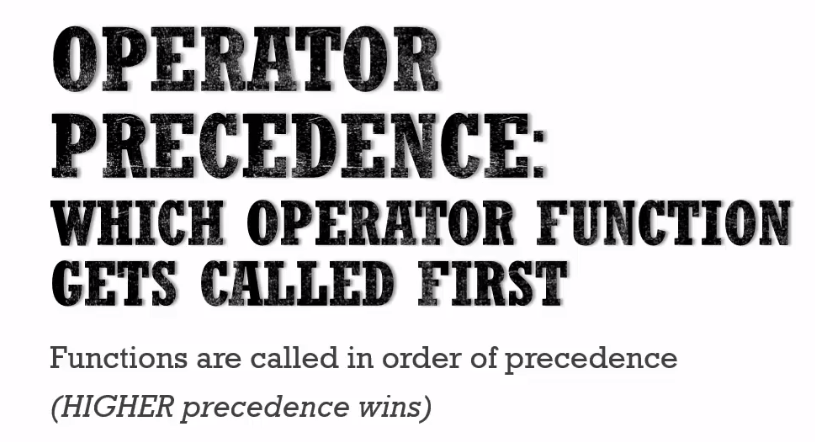 OPERATOR
PRECEDENCE:
WHICH OPERATOR FUNCTION
GETS CALLED FIRST
Functions are called in order of precedence
(HIGHER precedence wins)